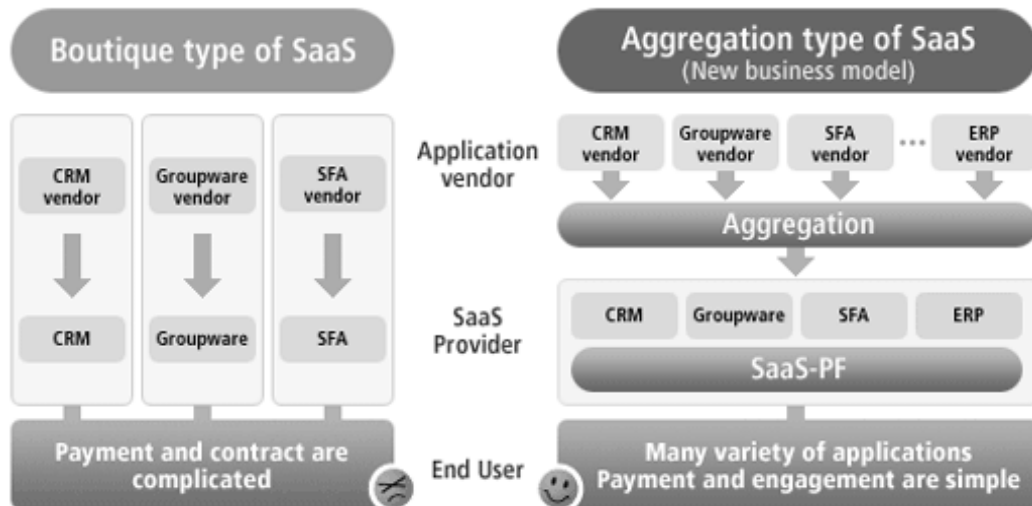 Boutique type of SaaS
CRM
vendor
Groupware
vendor
SFA
vendor
CRM
Groupware
SFA
Payment and contract are
complicated
Application
vendor
SaaS
Provider
End User
Aggregation type of SaaS
(New business model)
CRM
vendor
Groupware
vendor
SFA
vendor
...
ERP
vendor
Aggregation
CRM
Groupware
SFA
ERP
SaaS-PF
Many variety of applications
Payment and engagement are simple